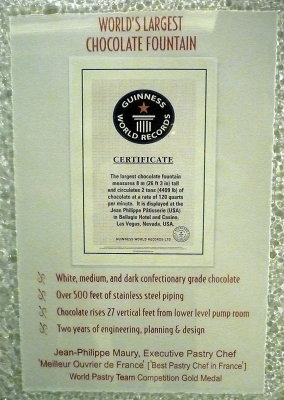 WORLD'S LARGEST
CHOCOLATE FOUNTAIN
GUINNESS
WORLD RECORDS
CERTIFICATE
The largest chocolate fountain
measures 8 m (26 ft 3 in) tall
and circulates 2 tons (4409 lb) of
chocolate at a rate of 120 quarts
per minute. It is displayed at the
Jean Philippe Pâtisserie (USA)
in Bellagio Hotel and Casino,
Las Vegas, Nevada, USA.
GUINNESS WORLD RECORDS LTD
White, medium, and dark confectionary grade chocolate
Over 500 feet of stainless steel piping
Chocolate rises 27 vertical feet from lower level pump room
Two years of engineering, planning & design
Jean-Philippe Maury, Executive Pastry Chef
'Meilleur Ouvrier de France' ['Best Pastry Chef in France']
World Pastry Team Competition Gold Medal